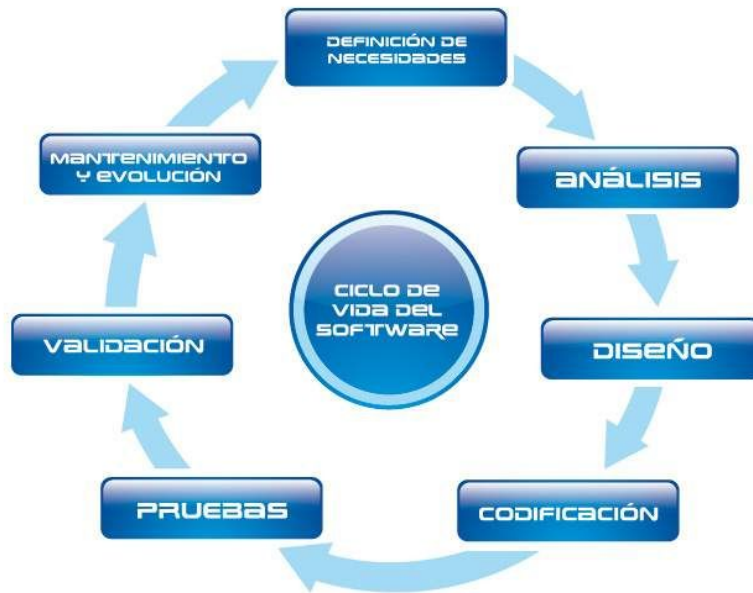 DEFINICIÓN DE
NECESIDADES
ANÁLISIS
DISEÑO
CODIFICACIÓN
PRUEBAS
VALIDACIÓN
MANTENIMIENTO
Y EVOLUCIÓN
CICLO DE
VIDA DEL
SOFTWARE